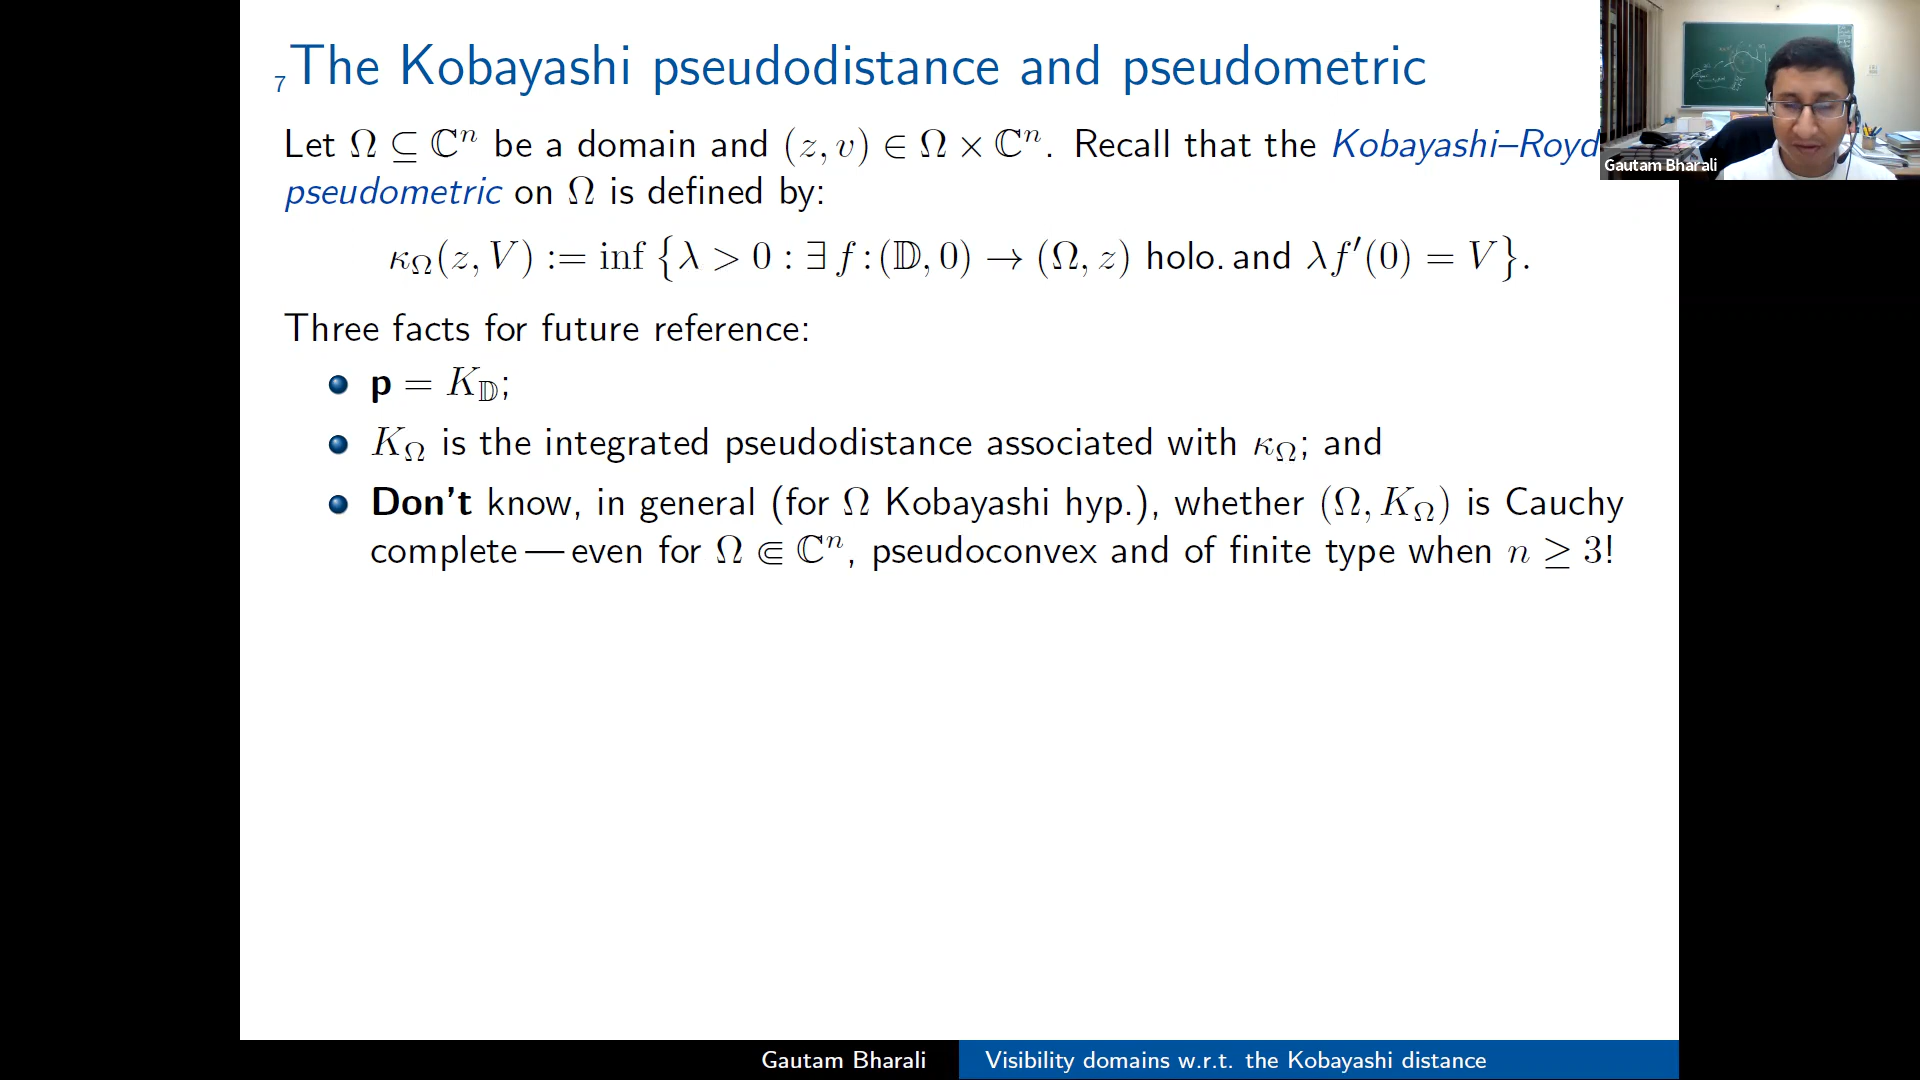 The Kobayashi pseudodistance and pseudometric
7
Let Ω ⊆ ℂⁿ be a domain and (z, v) ∈ Ω × ℂⁿ. Recall that the Kobayashi–Royd
pseudometric on Ω is defined by:
κ_Ω(z, V) := inf {λ > 0 : ∃ f : (𝔻, 0) → (Ω, z) holo. and λf′(0) = V}.
Three facts for future reference:
p = K_𝔻;
K_Ω is the integrated pseudodistance associated with κ_Ω; and
Don't know, in general (for Ω Kobayashi hyp.), whether (Ω, K_Ω) is Cauchy
complete — even for Ω ⋐ ℂⁿ, pseudoconvex and of finite type when n ≥ 3!
Gautam Bharali
Gautam Bharali Visibility domains w.r.t. the Kobayashi distance